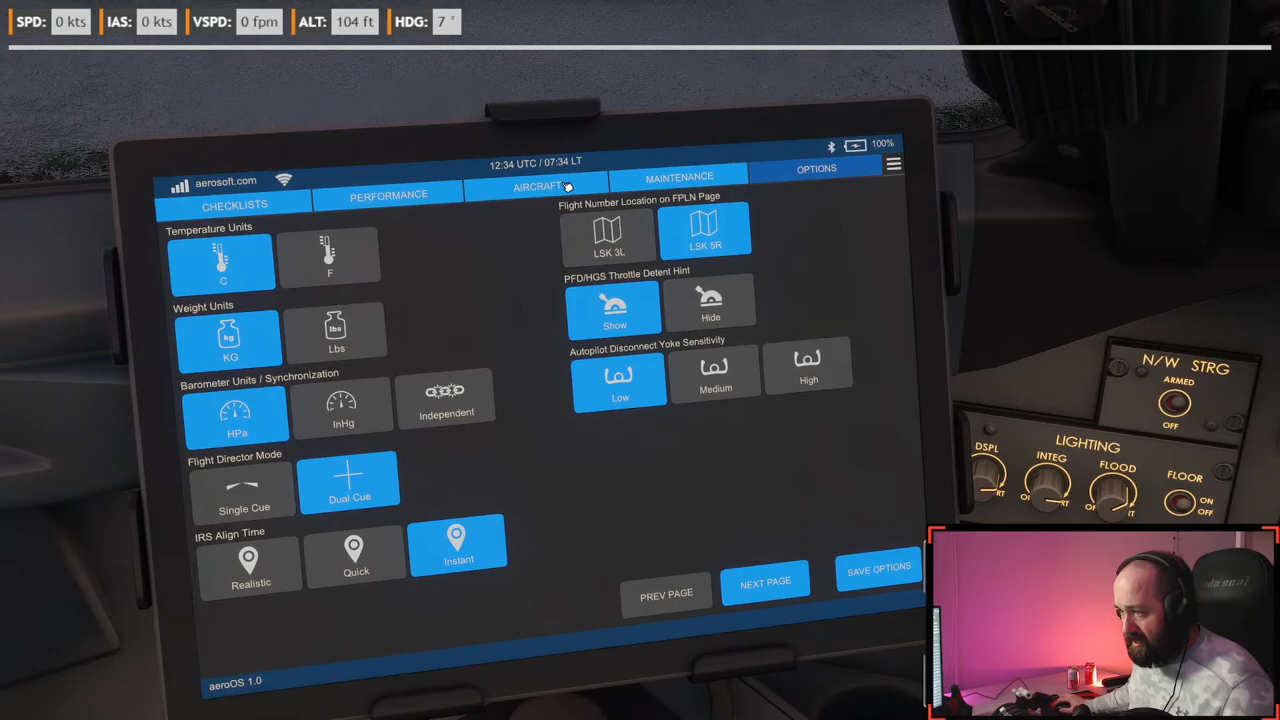 SPD: 0 kts IAS: 0 kts VSPD: 0 fpm ALT: 104 ft HDG: 7 °
aerosoft.com 12:34 UTC / 07:34 LT 100%
CHECKLISTS PERFORMANCE AIRCRAFT MAINTENANCE OPTIONS
Temperature Units
C F
Weight Units
kg lbs
KG Lbs
Barometer Units / Synchronization
HPa InHg Independent
Flight Director Mode
Single Cue Dual Cue
IRS Align Time
Realistic Quick Instant
Flight Number Location on FPLN Page
LSK 3L LSK 5R
PFD/HGS Throttle Detent Hint
Show Hide
Autopilot Disconnect Yoke Sensitivity
Low Medium High
PREV PAGE NEXT PAGE SAVE OPTIONS
aeroOS 1.0
N/W STRG
ARMED
OFF
LIGHTING
DSPL INTEG FLOOD FLOOR
BRT BRT BRT ON
OFF